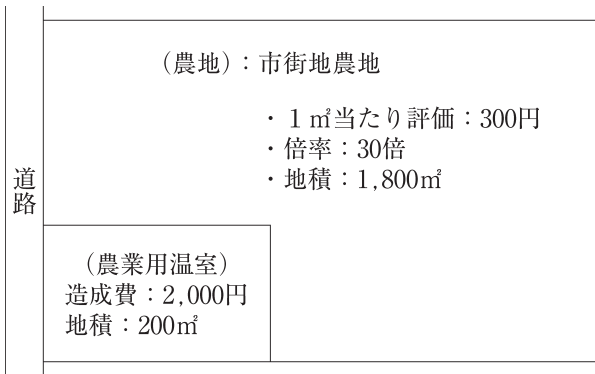 （農地）：市街地農地
・１㎡当たり評価：300円
・倍率：30倍
・地積：1,800㎡
道路
（農業用温室）
造成費：2,000円
地積：200㎡